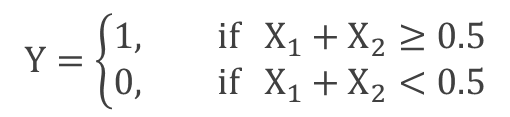 Y = {1, if X₁ + X₂ ≥ 0.5
0, if X₁ + X₂ < 0.5